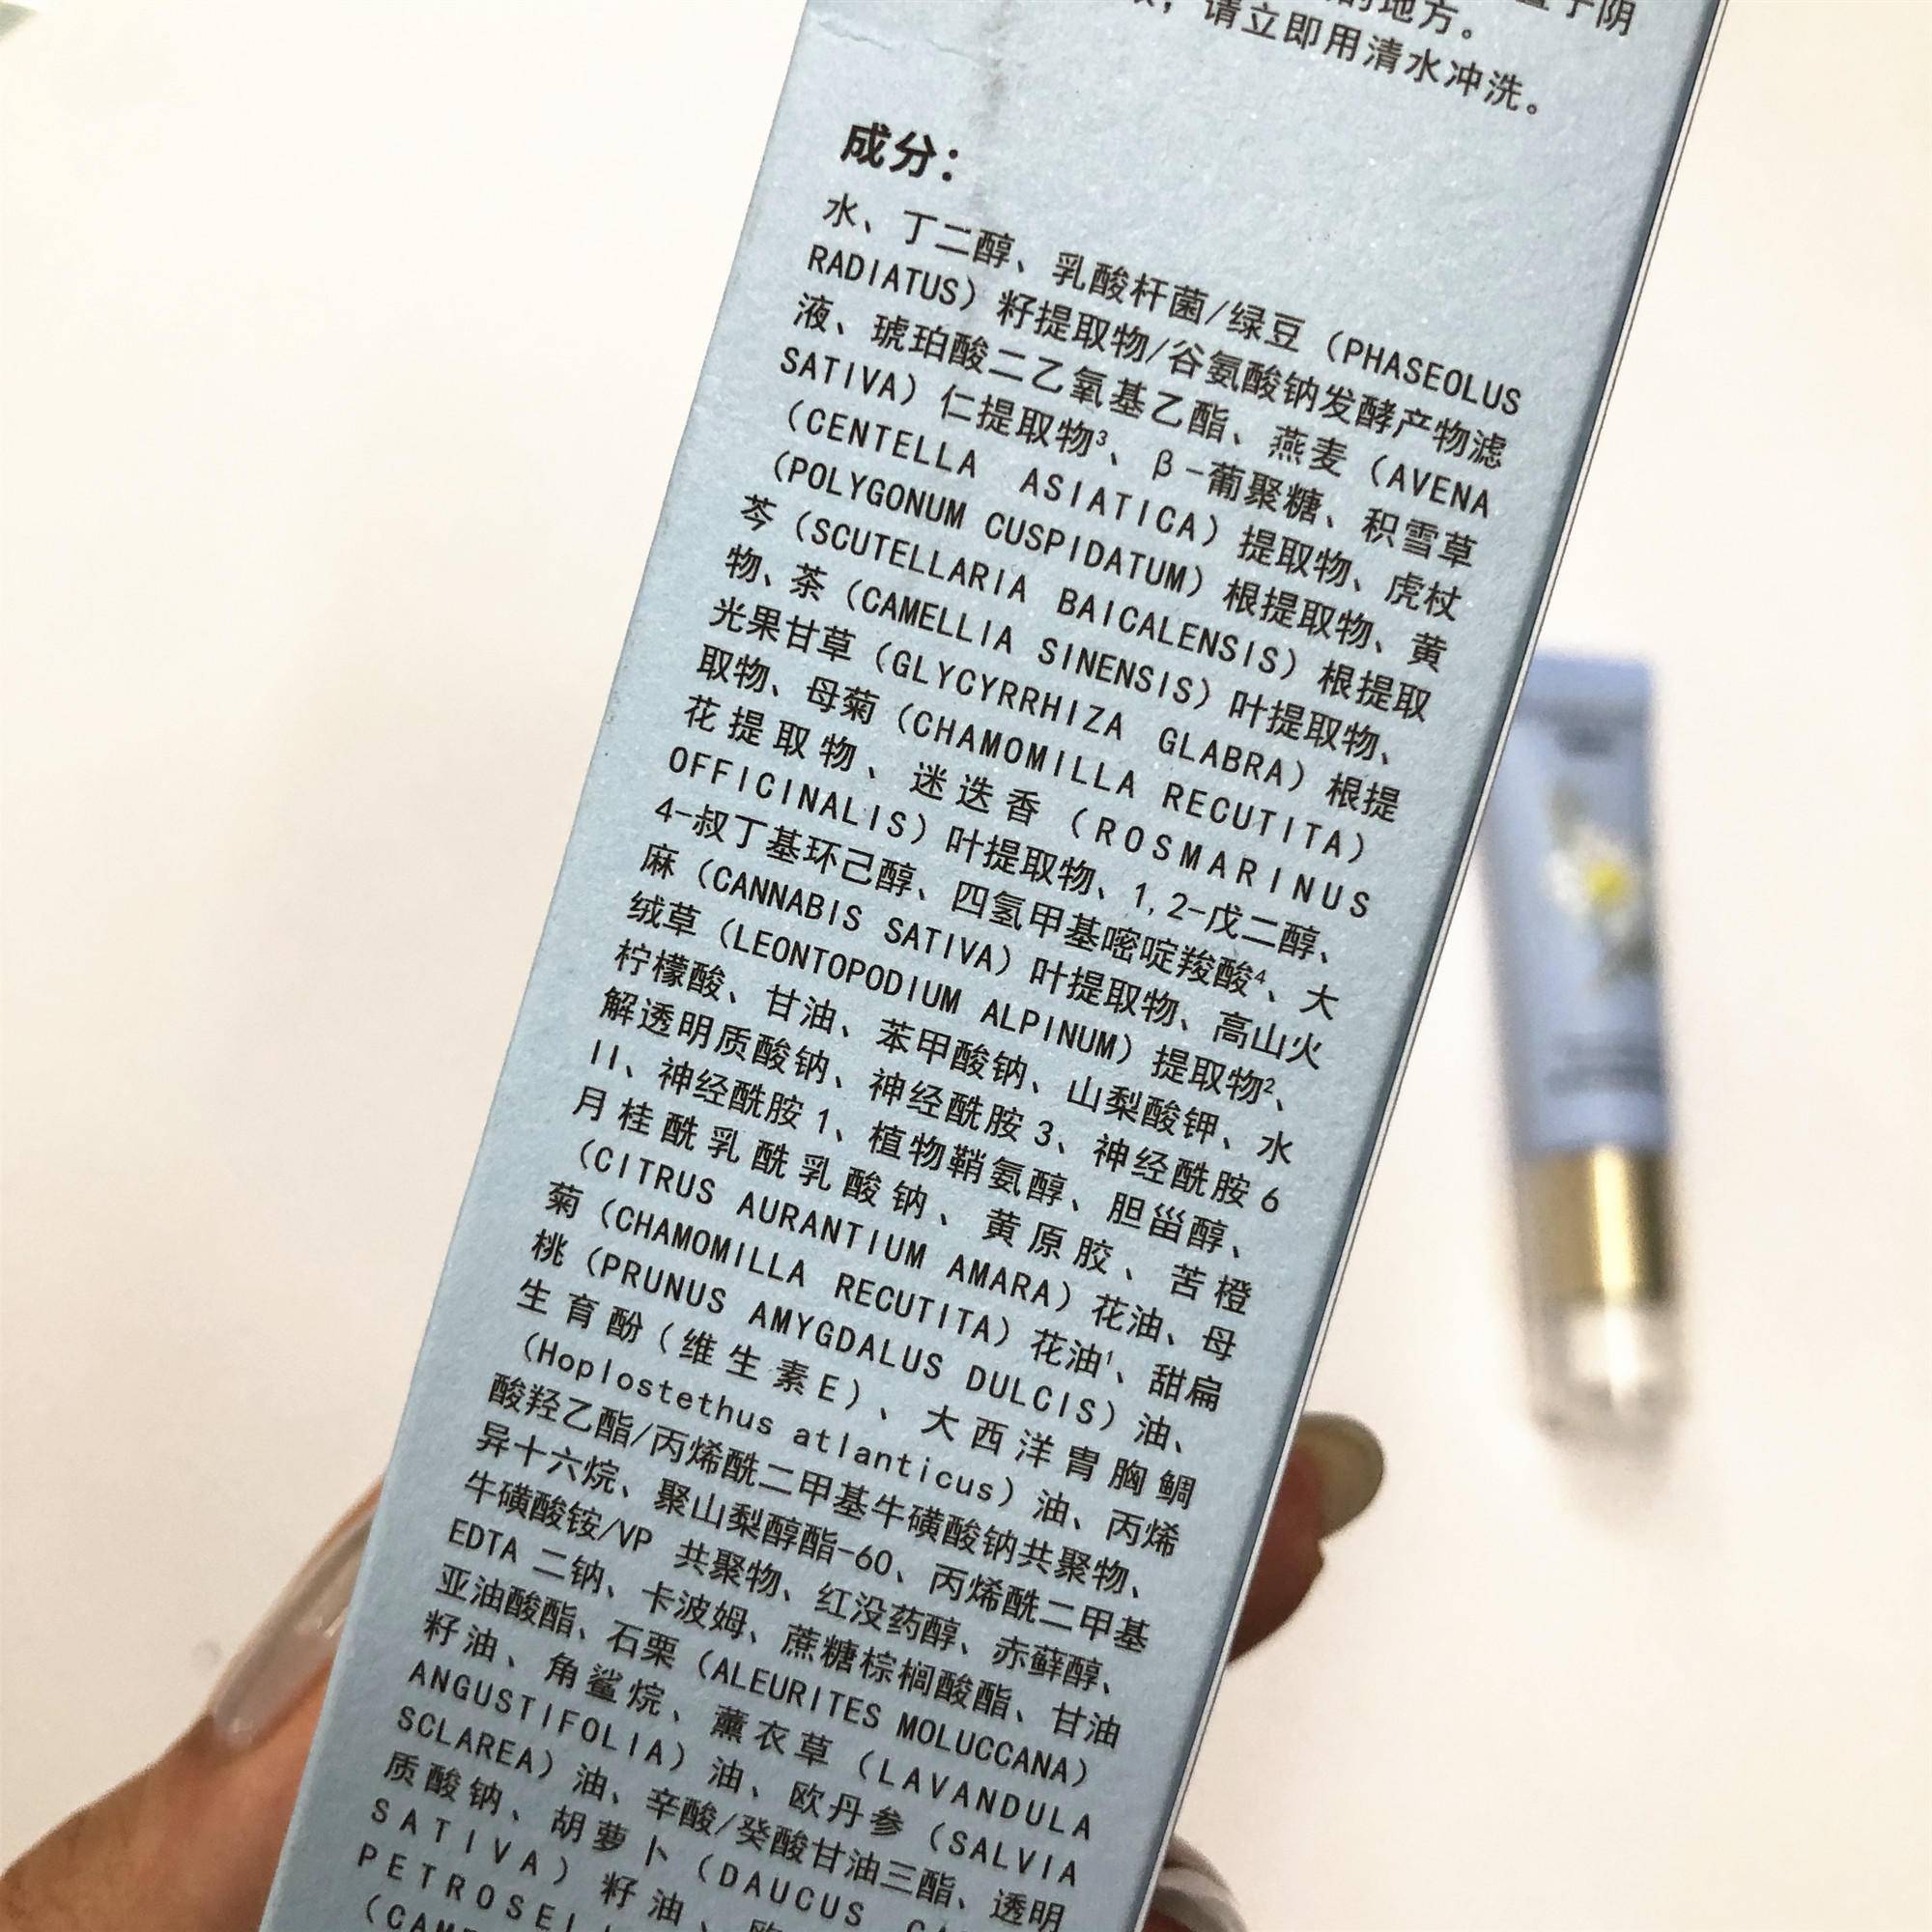 的地方。
请立即用清水冲洗。
成分：
水、丁二醇、乳酸杆菌/绿豆（PHASEOLUS
RADIATUS）籽提取物/谷氨酸钠发酵产物滤
液、琥珀酸二乙氧基乙酯、燕麦（AVENA
SATIVA）仁提取物³、β-葡聚糖、积雪草
（CENTELLA ASIATICA）提取物、虎杖
（POLYGONUM CUSPIDATUM）根提取物、黄
芩（SCUTELLARIA BAICALENSIS）根提取
物、茶（CAMELLIA SINENSIS）叶提取物、
光果甘草（GLYCYRRHIZA GLABRA）根提
取物、母菊（CHAMOMILLA RECUTITA）
花提取物、迷迭香（ROSMARINUS
OFFICINALIS）叶提取物、1,2-戊二醇、
4-叔丁基环己醇、四氢甲基嘧啶羧酸⁴、大
麻（CANNABIS SATIVA）叶提取物、高山火
绒草（LEONTOPODIUM ALPINUM）提取物²、
柠檬酸、甘油、苯甲酸钠、山梨酸钾、水
解透明质酸钠、神经酰胺 3、神经酰胺 6
II、神经酰胺 1、植物鞘氨醇、胆甾醇、
月桂酰乳酰乳酸钠、黄原胶、苦橙
（CITRUS AURANTIUM AMARA）花油、母
菊（CHAMOMILLA RECUTITA）花油¹、甜扁
桃（PRUNUS AMYGDALUS DULCIS）油、
生育酚（维生素E）、大西洋胄胸鲷
（Hoplostethus atlanticus）油、丙烯
酸羟乙酯/丙烯酰二甲基牛磺酸钠共聚物、
异十六烷、聚山梨醇酯-60、丙烯酰二甲基
牛磺酸铵/VP 共聚物、红没药醇、赤藓醇、
EDTA 二钠、卡波姆、蔗糖棕榈酸酯、甘油
亚油酸酯、石栗（ALEURITES MOLUCCANA）
籽油、角鲨烷、薰衣草（LAVANDULA
ANGUSTIFOLIA）油、欧丹参（SALVIA
SCLAREA）油、辛酸/癸酸甘油三酯、透明
质酸钠、胡萝卜（DAUCUS
SATIVA）籽油、